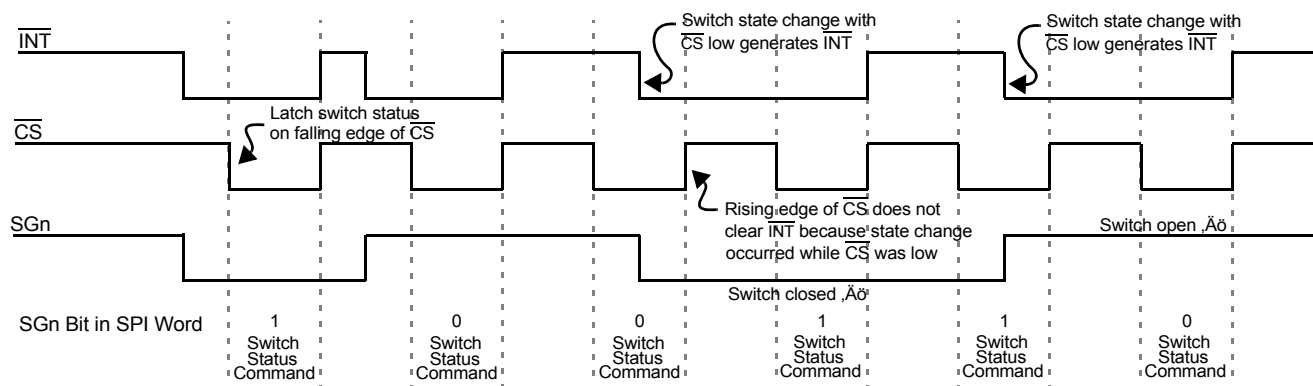 Switch state change with
CS low generates INT
Switch state change with
CS low generates INT
INT
Latch switch status
on falling edge of CS
CS
Rising edge of CS does not
clear INT because state change
occurred while CS was low
SGn
Switch open ‚Äö
Switch closed ‚Äö
SGn Bit in SPI Word
1
Switch
Status
Command
0
Switch
Status
Command
0
Switch
Status
Command
1
Switch
Status
Command
1
Switch
Status
Command
0
Switch
Status
Command